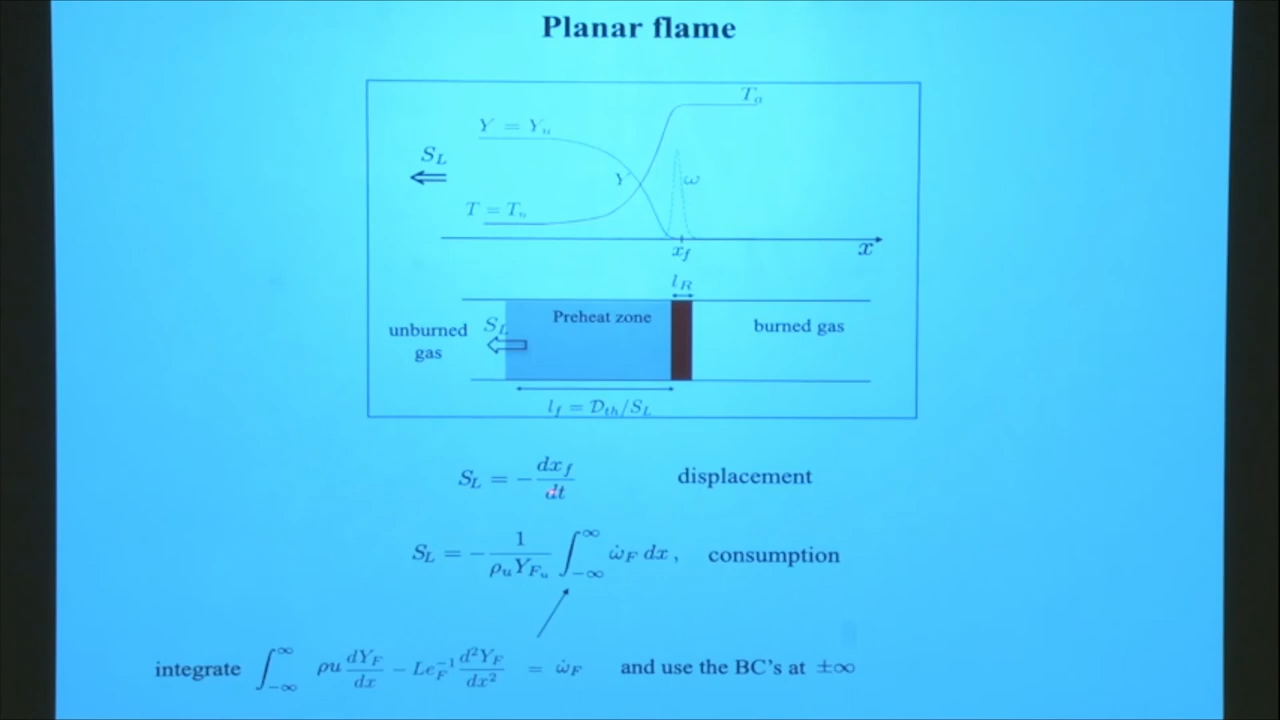 Planar flame
T_a
Y = Y_u
S_L
Y
ω
T = T_u
x_f
x
l_R
unburned gas
S_L
Preheat zone
burned gas
l_f = 𝒟_th/S_L
S_L = − dx_f/dt displacement
S_L = − 1/(ρ_u Y_{F_u}) ∫_{−∞}^{∞} ω̇_F dx , consumption
integrate ∫_{−∞}^{∞} ρu dY_F/dx − Le_F^{−1} d²Y_F/dx² = ω̇_F and use the BC's at ±∞